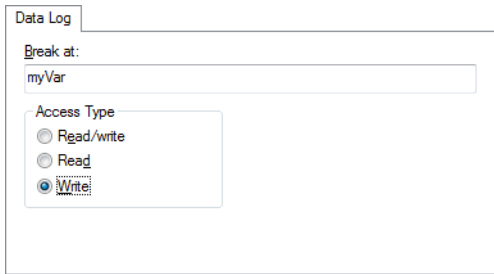 Data Log
Break at:
myVar
Access Type
Read/write
Read
Write